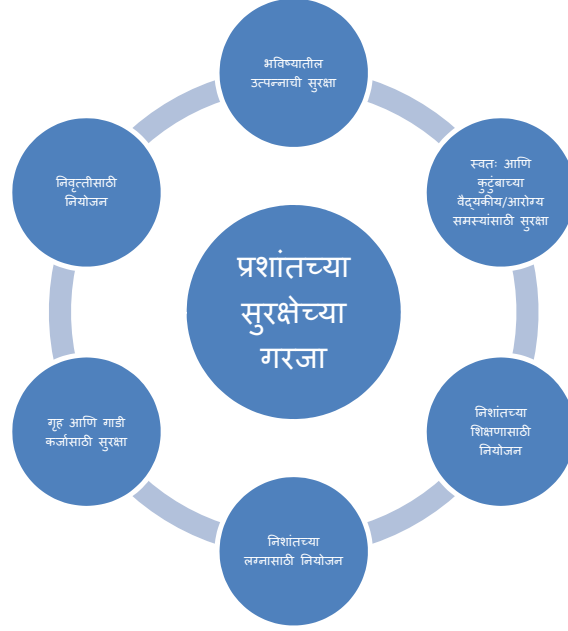 भविष्यातील
उत्पन्नाची सुरक्षा
स्वतः आणि
कुटुंबाच्या
वैद्यकीय/आरोग्य
समस्यांसाठी सुरक्षा
निशांतच्या
शिक्षणासाठी
नियोजन
निशांतच्या
लग्नासाठी नियोजन
गृह आणि गाडी
कर्जासाठी सुरक्षा
निवृत्तीसाठी
नियोजन
प्रशांतच्या
सुरक्षेच्या
गरजा